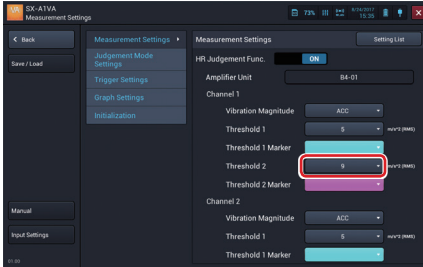 SX-A1VA
Measurement Settings
73%
8/24/2017
15:35
< Back
Save / Load
Manual
Input Settings
01.00
Measurement Settings
Judgement Mode
Settings
Trigger Settings
Graph Settings
Initialization
Measurement Settings
Setting List
HR Judgement Func.
ON
Amplifier Unit
B4-01
Channel 1
Vibration Magnitude
ACC
Threshold 1
5
m/s^2 (RMS)
Threshold 1 Marker
Threshold 2
9
m/s^2 (RMS)
Threshold 2 Marker
Channel 2
Vibration Magnitude
ACC
Threshold 1
5
m/s^2 (RMS)
Threshold 1 Marker